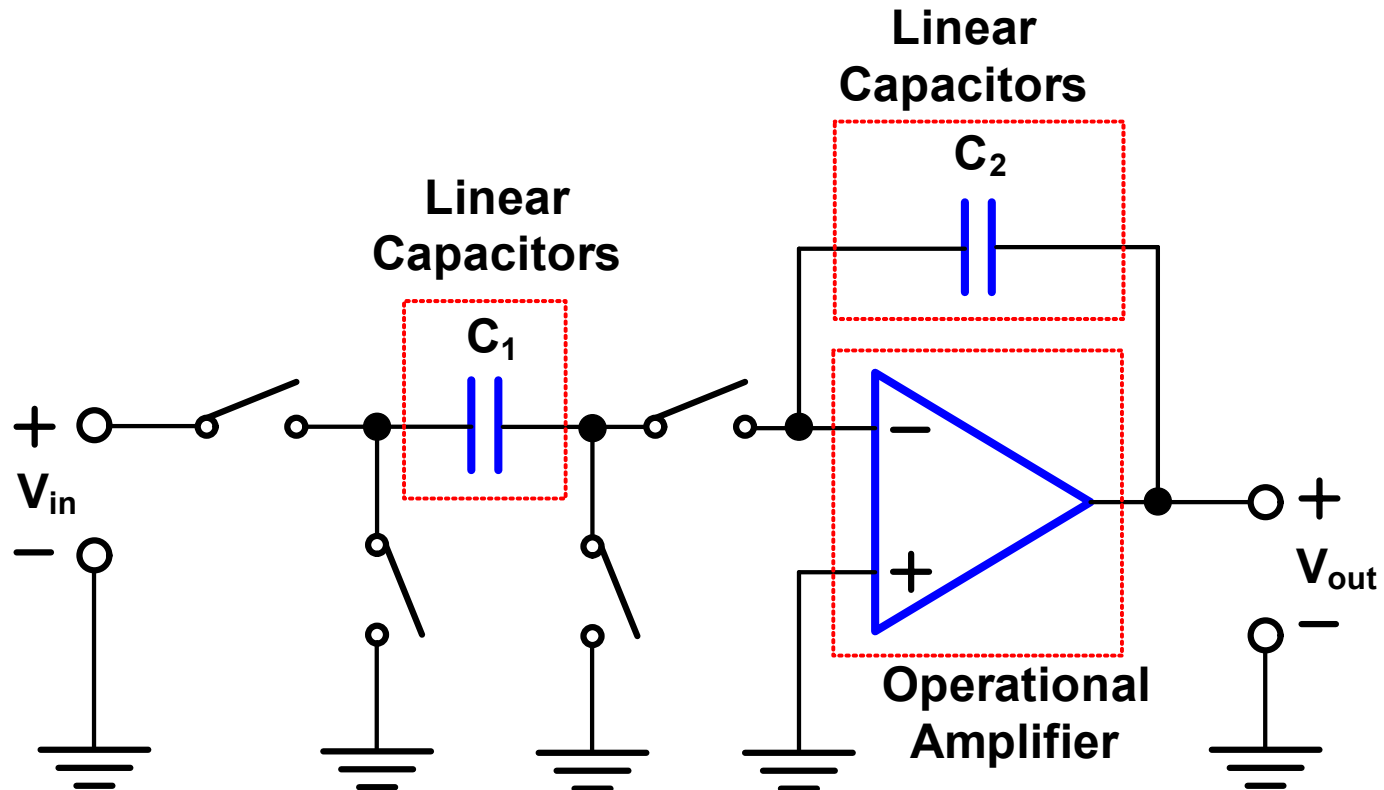 Linear
Capacitors
C2
Linear
Capacitors
C1
+
Vin
−
−
+
+
Vout
−
Operational
Amplifier